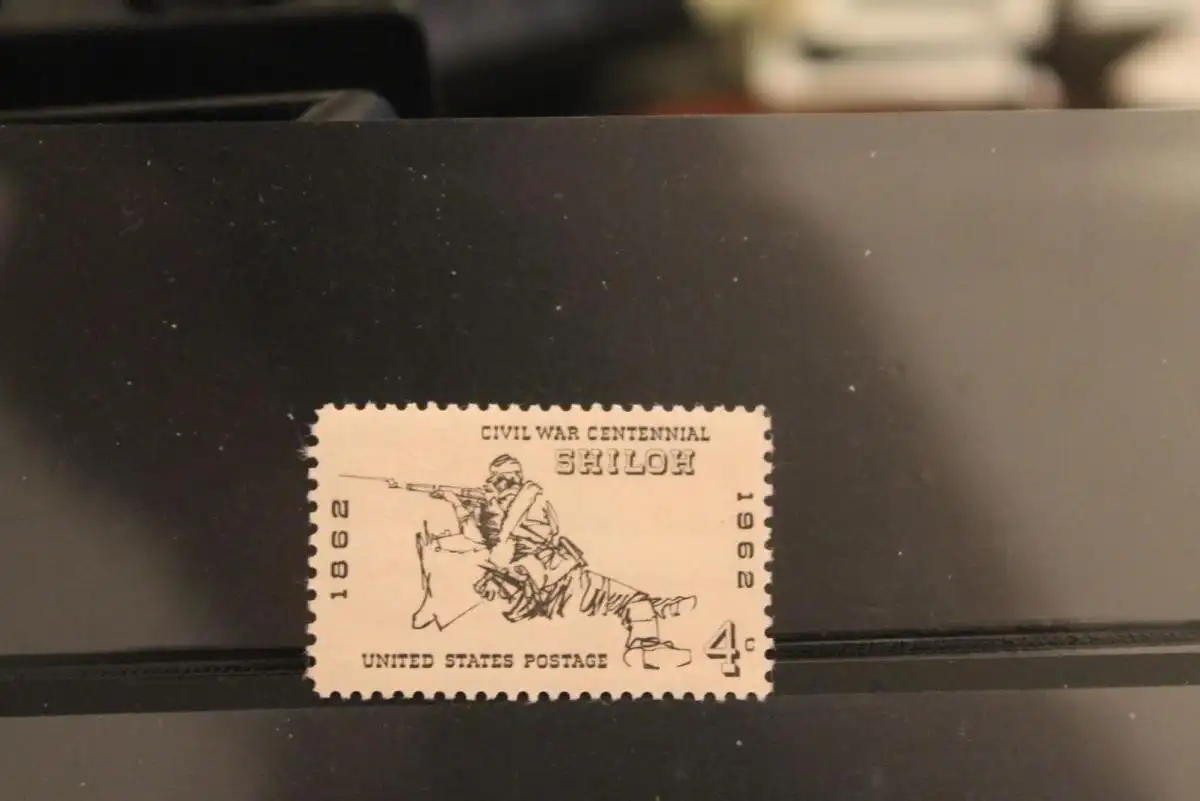 CIVIL WAR CENTENNIAL
SHILOH
1862
1962
UNITED STATES POSTAGE
4c